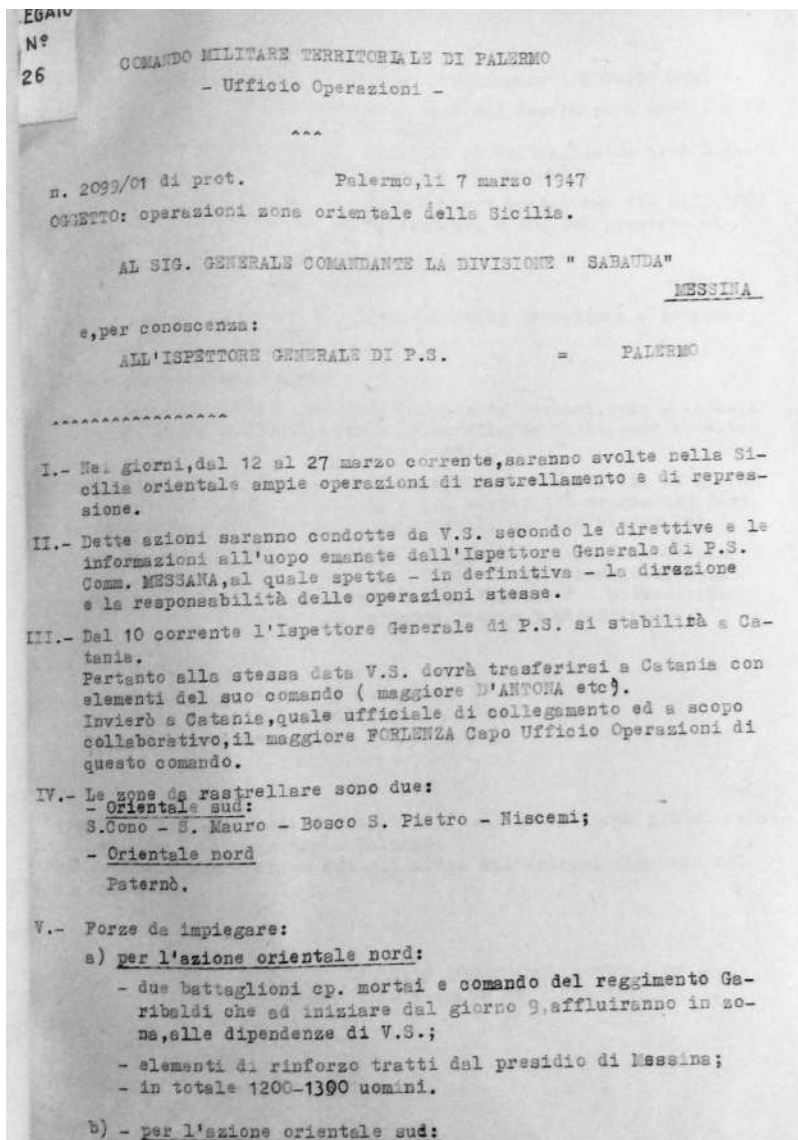 EGATO
Nº
26
COMANDO MILITARE TERRITORIALE DI PALERMO
- Ufficio Operazioni -
^^^
n. 2099/01 di prot. Palermo,li 7 marzo 1947
OGGETTO: operazioni zona orientale della Sicilia.
AL SIG. GENERALE COMANDANTE LA DIVISIONE " SABAUDA"
MESSINA
e,per conoscenza:
ALL'ISPETTORE GENERALE DI P.S. = PALERMO
^^^^^^^^^^^^^^^^^
I.- Nei giorni,dal 12 al 27 marzo corrente,saranno svolte nella Si-
cilia orientale ampie operazioni di rastrellamento e di repres-
sione.
II.- Dette azioni saranno condotte da V.S. secondo le direttive e le
informazioni all'uopo emanate dall'Ispettore Generale di P.S.
Comm. MESSANA,al quale spetta - in definitiva - la direzione
e la responsabilità delle operazioni stesse.
III.- Dal 10 corrente l'Ispettore Generale di P.S. si stabilirà a Ca-
tania.
Pertanto alla stessa data V.S. dovrà trasferirsi a Catania con
elementi del suo comando ( maggiore D'ANTONA etc).
Invierò a Catania,quale ufficiale di collegamento ed a scopo
collaborativo,il maggiore FORLENZA Capo Ufficio Operazioni di
questo comando.
IV.- Le zone da rastrellare sono due:
- Orientale sud:
S.Cono - S. Mauro - Bosco S. Pietro - Niscemi;
- Orientale nord
Paternò.
V.- Forze da impiegare:
a) per l'azione orientale nord:
- due battaglioni cp. mortai e comando del reggimento Ga-
ribaldi che ad iniziare dal giorno 9,affluiranno in zo-
na,alle dipendenze di V.S.;
- elementi di rinforzo tratti dal presidio di Messina;
- in totale 1200-1300 uomini.
b) - per l'azione orientale sud: